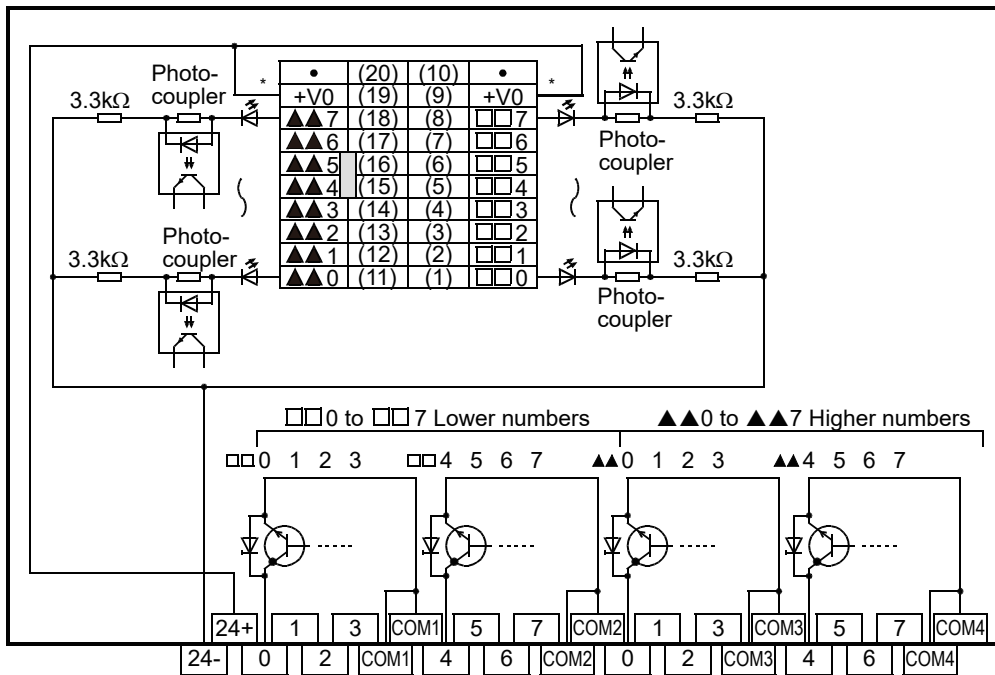 Photo-
coupler
3.3kΩ
*
• (20) (10) •
+V0 (19) (9) +V0
▲▲7 (18) (8) □□7
▲▲6 (17) (7) □□6
▲▲5 (16) (6) □□5
▲▲4 (15) (5) □□4
▲▲3 (14) (4) □□3
▲▲2 (13) (3) □□2
▲▲1 (12) (2) □□1
▲▲0 (11) (1) □□0
*
3.3kΩ
Photo-
coupler
Photo-
coupler
3.3kΩ
3.3kΩ
Photo-
coupler
□□0 to □□7 Lower numbers
▲▲0 to ▲▲7 Higher numbers
□□0 1 2 3 □□4 5 6 7 ▲▲0 1 2 3 ▲▲4 5 6 7
24+ 1 3 COM1 5 7 COM2 1 3 COM3 5 7 COM4
24- 0 2 COM1 4 6 COM2 0 2 COM3 4 6 COM4